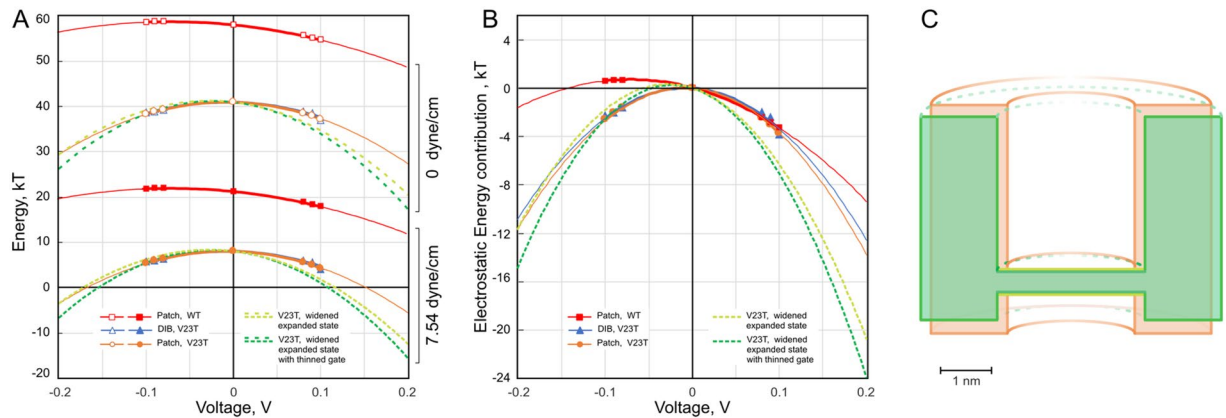 A
60
50
40
30
20
10
0
-10
-20
Energy, kT
-0.2
-0.1
0
0.1
0.2
Voltage, V
0 dyne/cm
7.54 dyne/cm
Patch, WT
DIB, V23T
Patch, V23T
V23T, widened
expanded state
V23T, widened
expanded state
with thinned gate
B
4
0
-4
-8
-12
-16
-20
-24
Electrostatic Energy contribution , kT
-0.2
-0.1
0
0.1
0.2
Voltage, V
Patch, WT
DIB, V23T
Patch, V23T
V23T, widened
expanded state
V23T, widened
expanded state
with thinned gate
C
1 nm